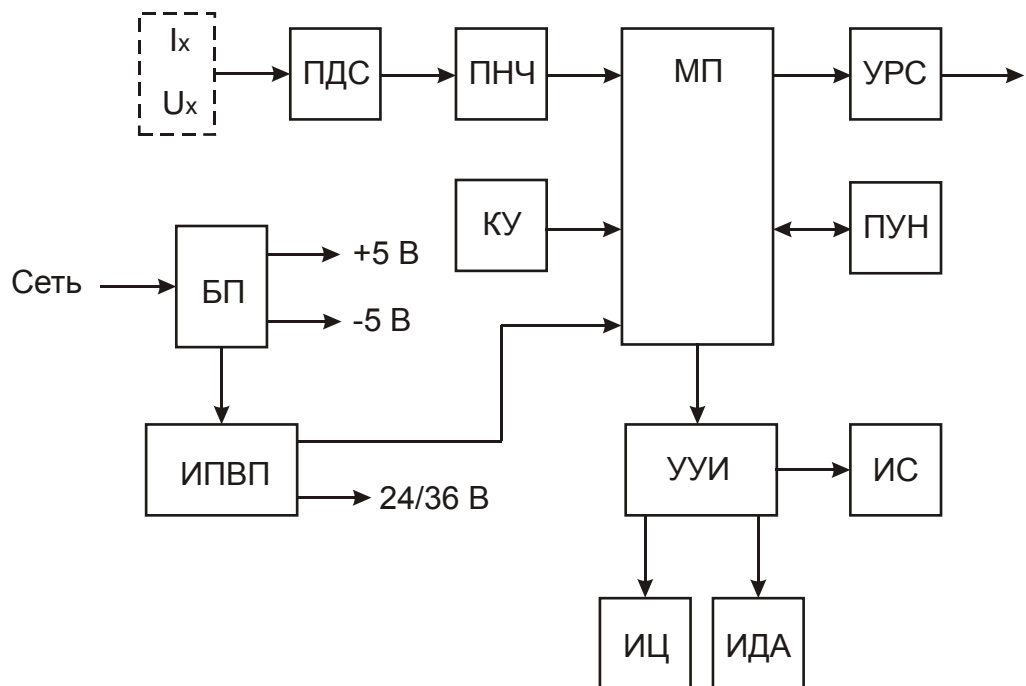 Ix
Ux
ПДС
ПНЧ
МП
УРС
КУ
ПУН
Сеть
БП
+5 В
-5 В
ИПВП
24/36 В
УУИ
ИС
ИЦ
ИДА